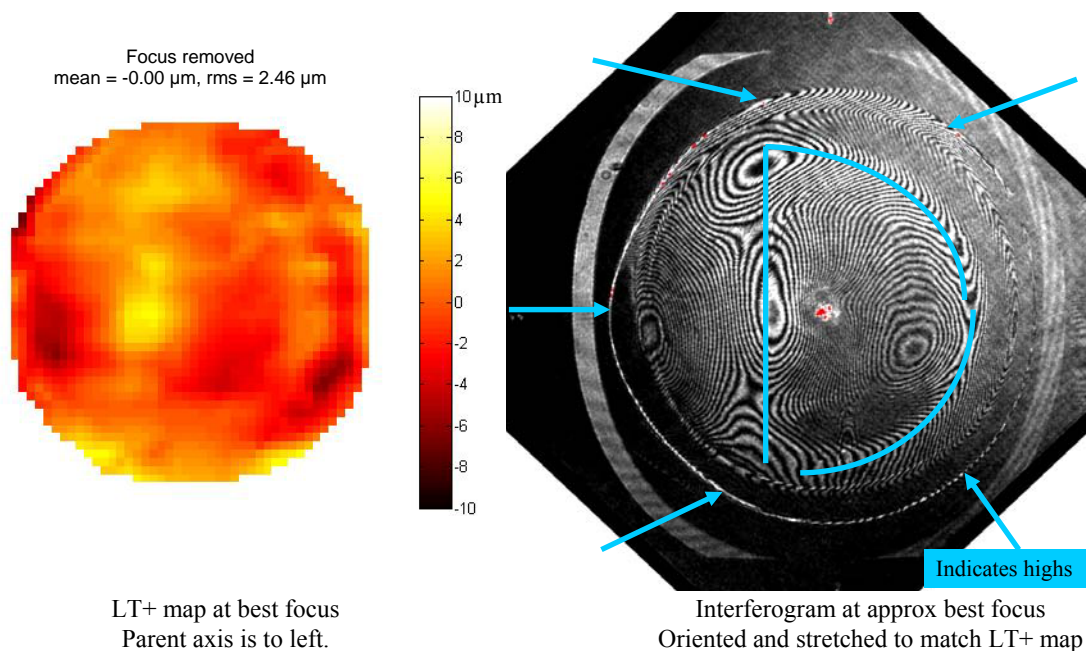 Focus removed
mean = -0.00 µm, rms = 2.46 µm
10 µm
8
6
4
2
0
-2
-4
-6
-8
-10
Indicates highs
LT+ map at best focus
Parent axis is to left.
Interferogram at approx best focus
Oriented and stretched to match LT+ map